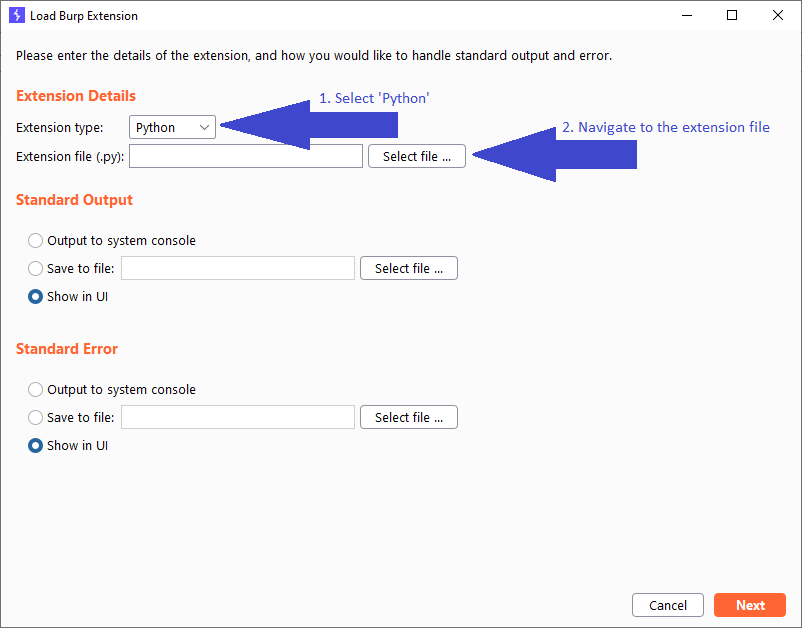 Load Burp Extension
Please enter the details of the extension, and how you would like to handle standard output and error.
Extension Details
1. Select 'Python'
Extension type: Python
2. Navigate to the extension file
Extension file (.py): Select file ...
Standard Output
Output to system console
Save to file: Select file ...
Show in UI
Standard Error
Output to system console
Save to file: Select file ...
Show in UI
Cancel Next